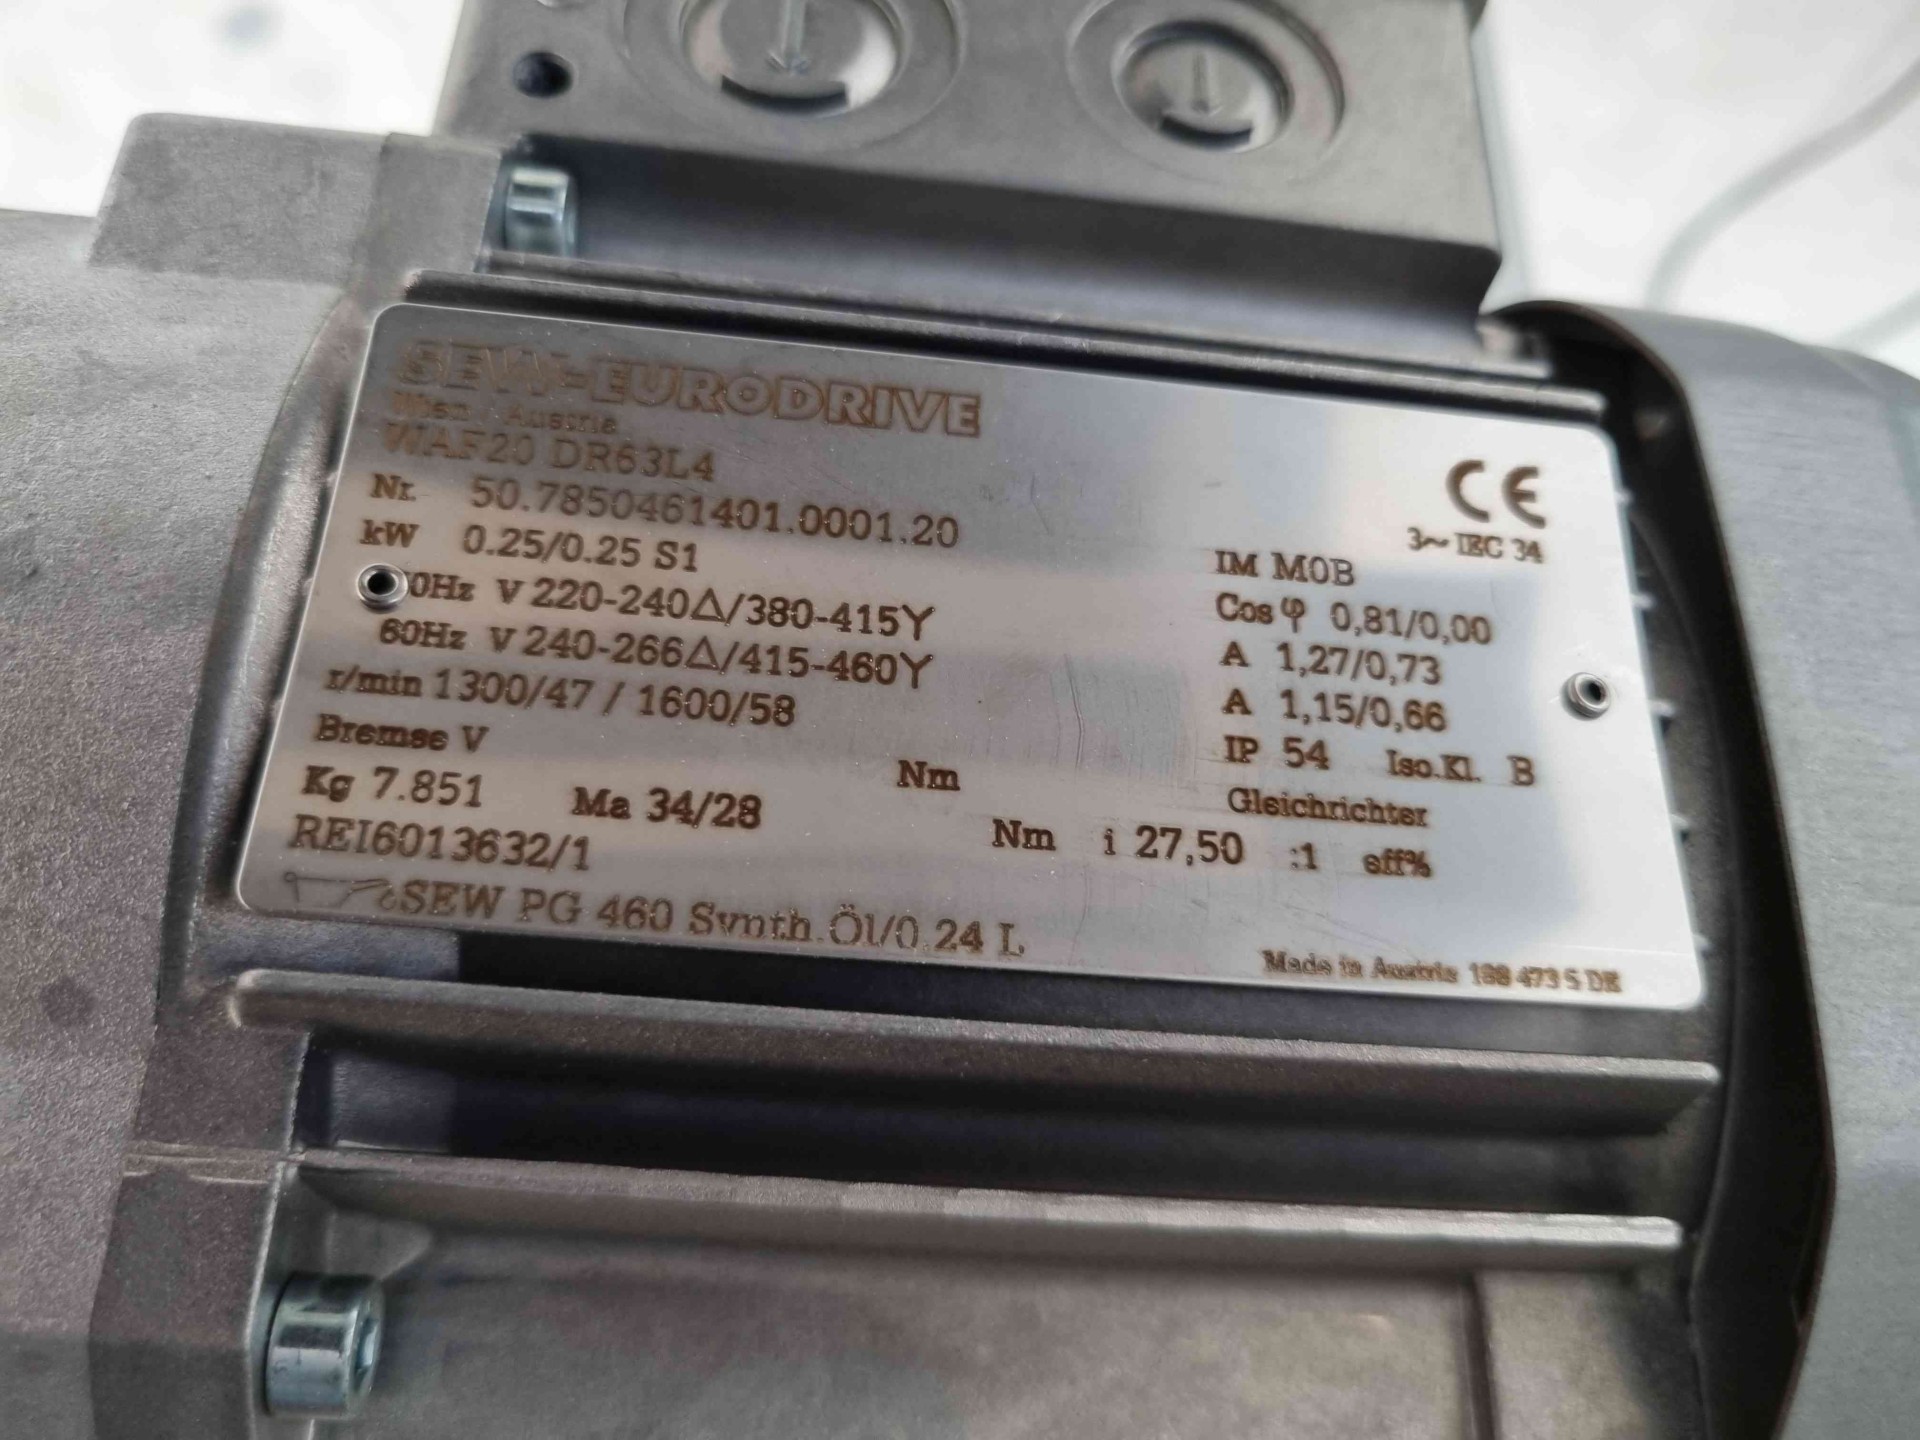 SEW-EURODRIVE
Wien, Austria
WAF20 DR63L4
Nr. 50.7850461401.0001.20
CE
3~ IEC 34
kW 0.25/0.25 S1 IM M0B
0Hz V 220-240Δ/380-415Y Cos φ 0,81/0,00
60Hz V 240-266Δ/415-460Y A 1,27/0,73
r/min 1300/47 / 1600/58 A 1,15/0,66
Bremse V Nm IP 54 Iso.Kl. B
Kg 7.851 Ma 34/28 Nm i 27,50 :1 Gleichrichter
REI6013632/1 eff%
SEW PG 460 Synth.Öl/0.24 L
Made in Austria 188 473 5 DE